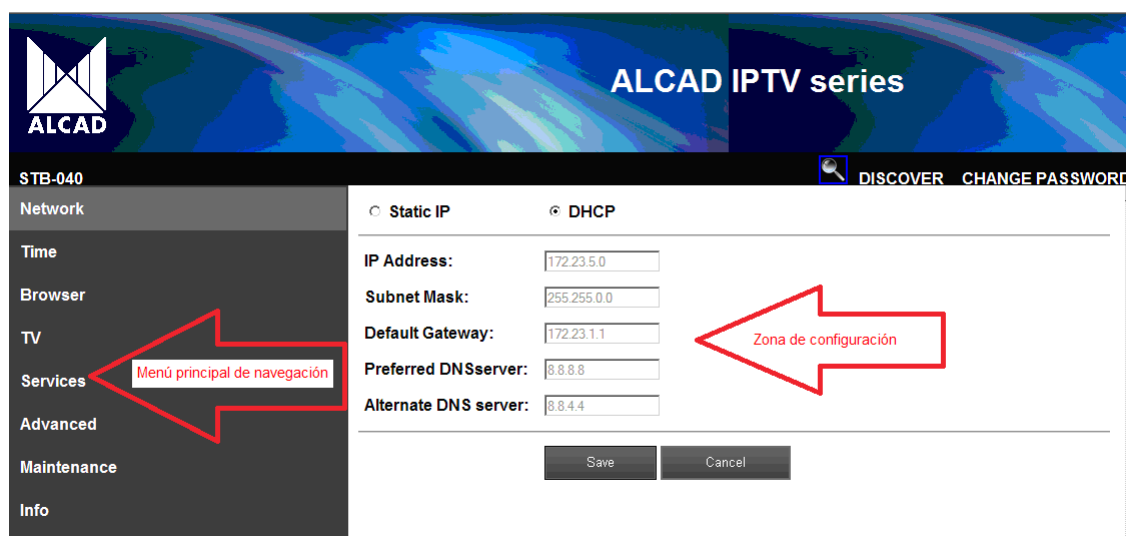 ALCAD IPTV series
ALCAD
STB-040
DISCOVER CHANGE PASSWORD
Network
Time
Browser
TV
Services
Advanced
Maintenance
Info
Menú principal de navegación
Static IP DHCP
IP Address: 172.23.5.0
Subnet Mask: 255.255.0.0
Default Gateway: 172.23.1.1
Preferred DNSserver: 8.8.8.8
Alternate DNS server: 8.8.4.4
Zona de configuración
Save Cancel